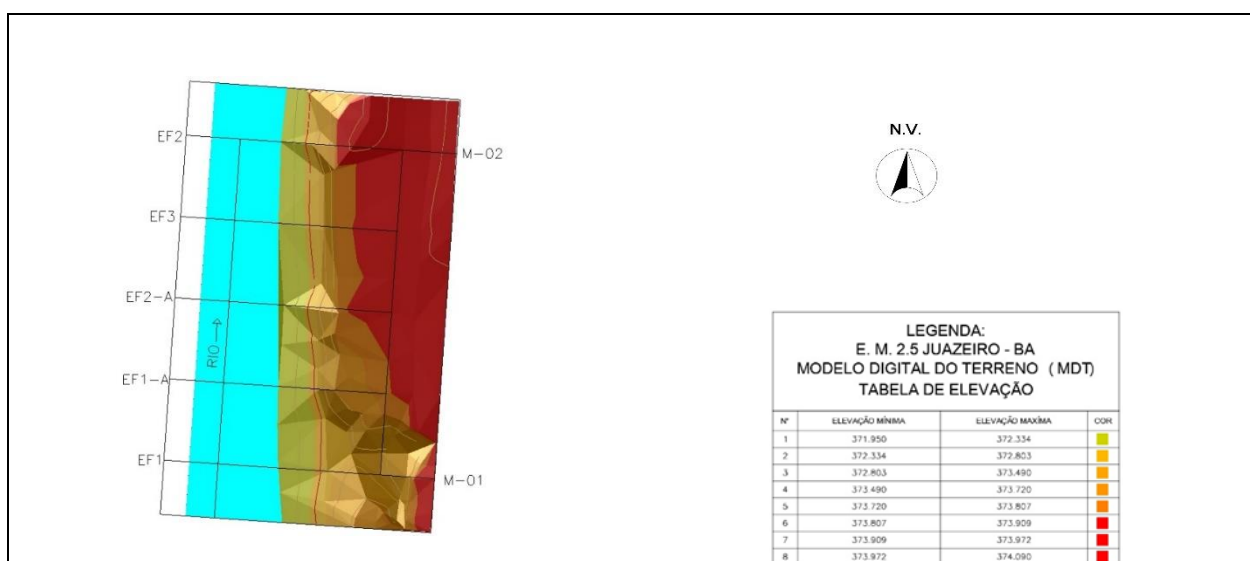 N.V.
EF2
M-02
EF3
EF2-A
RIO
EF1-A
EF1
M-01
LEGENDA:
E. M. 2.5 JUAZEIRO - BA
MODELO DIGITAL DO TERRENO ( MDT)
TABELA DE ELEVAÇÃO
Nº ELEVAÇÃO MÍNIMA ELEVAÇÃO MAXÍMA COR
1 371.950 372.334
2 372.334 372.803
3 372.803 373.490
4 373.490 373.720
5 373.720 373.807
6 373.807 373.909
7 373.909 373.972
8 373.972 374.090